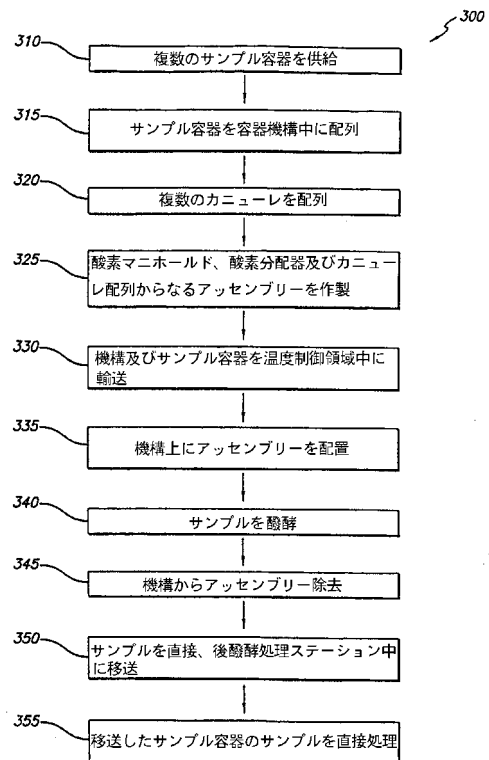 300
310
複数のサンプル容器を供給
315
サンプル容器を容器機構中に配列
320
複数のカニューレを配列
325
酸素マニホールド、酸素分配器及びカニュー
レ配列からなるアッセンブリーを作製
330
機構及びサンプル容器を温度制御領域中に
輸送
335
機構上にアッセンブリーを配置
340
サンプルを醗酵
345
機構からアッセンブリー除去
350
サンプルを直接、後醗酵処理ステーション中
に移送
355
移送したサンプル容器のサンプルを直接処理